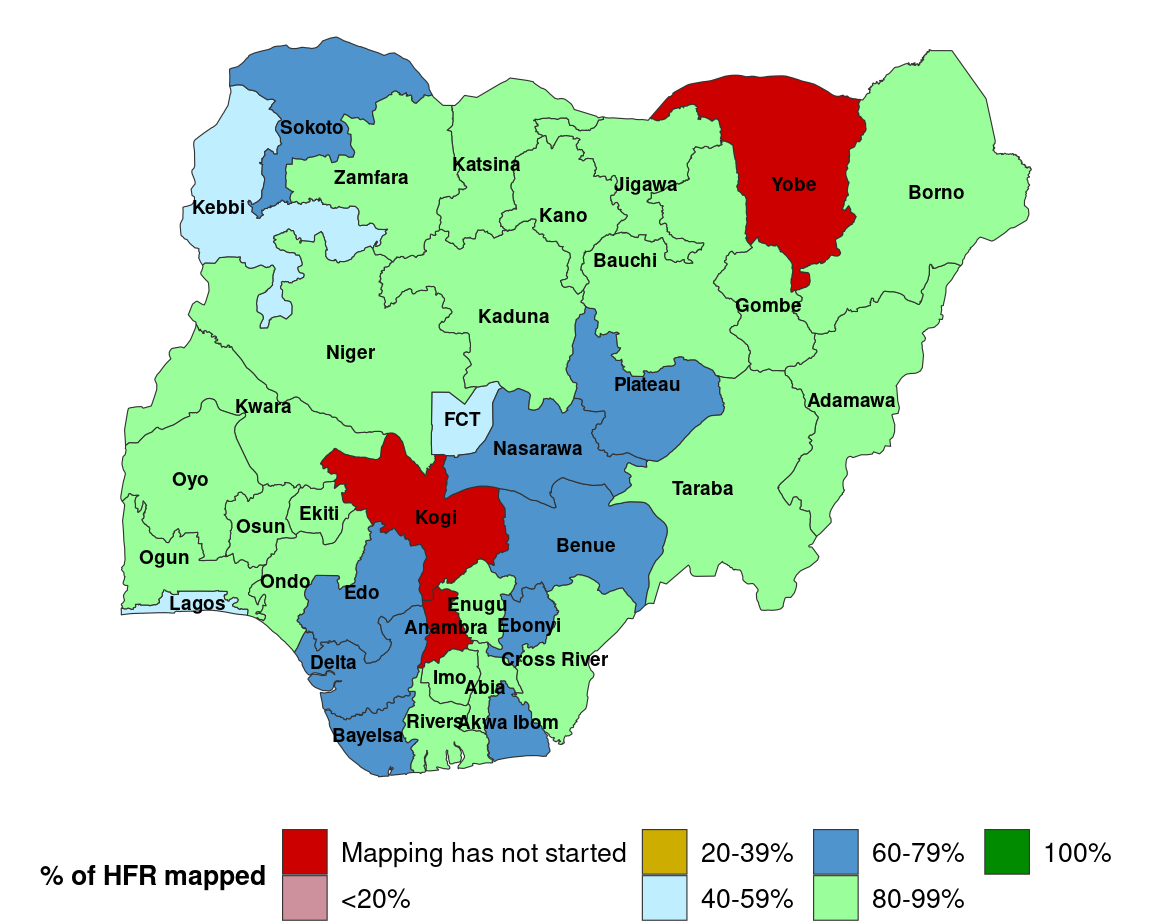 Sokoto
Katsina
Zamfara
Jigawa
Yobe
Borno
Kebbi
Kano
Bauchi
Gombe
Kaduna
Niger
Plateau
Adamawa
Kwara
FCT
Nasarawa
Oyo
Taraba
Ekiti
Kogi
Osun
Benue
Ogun
Ondo
Edo
Lagos
Enugu
Anambra
Ebonyi
Delta
Cross River
Imo
Abia
Rivers
Akwa Ibom
Bayelsa
% of HFR mapped
Mapping has not started
<20%
20-39%
40-59%
60-79%
80-99%
100%